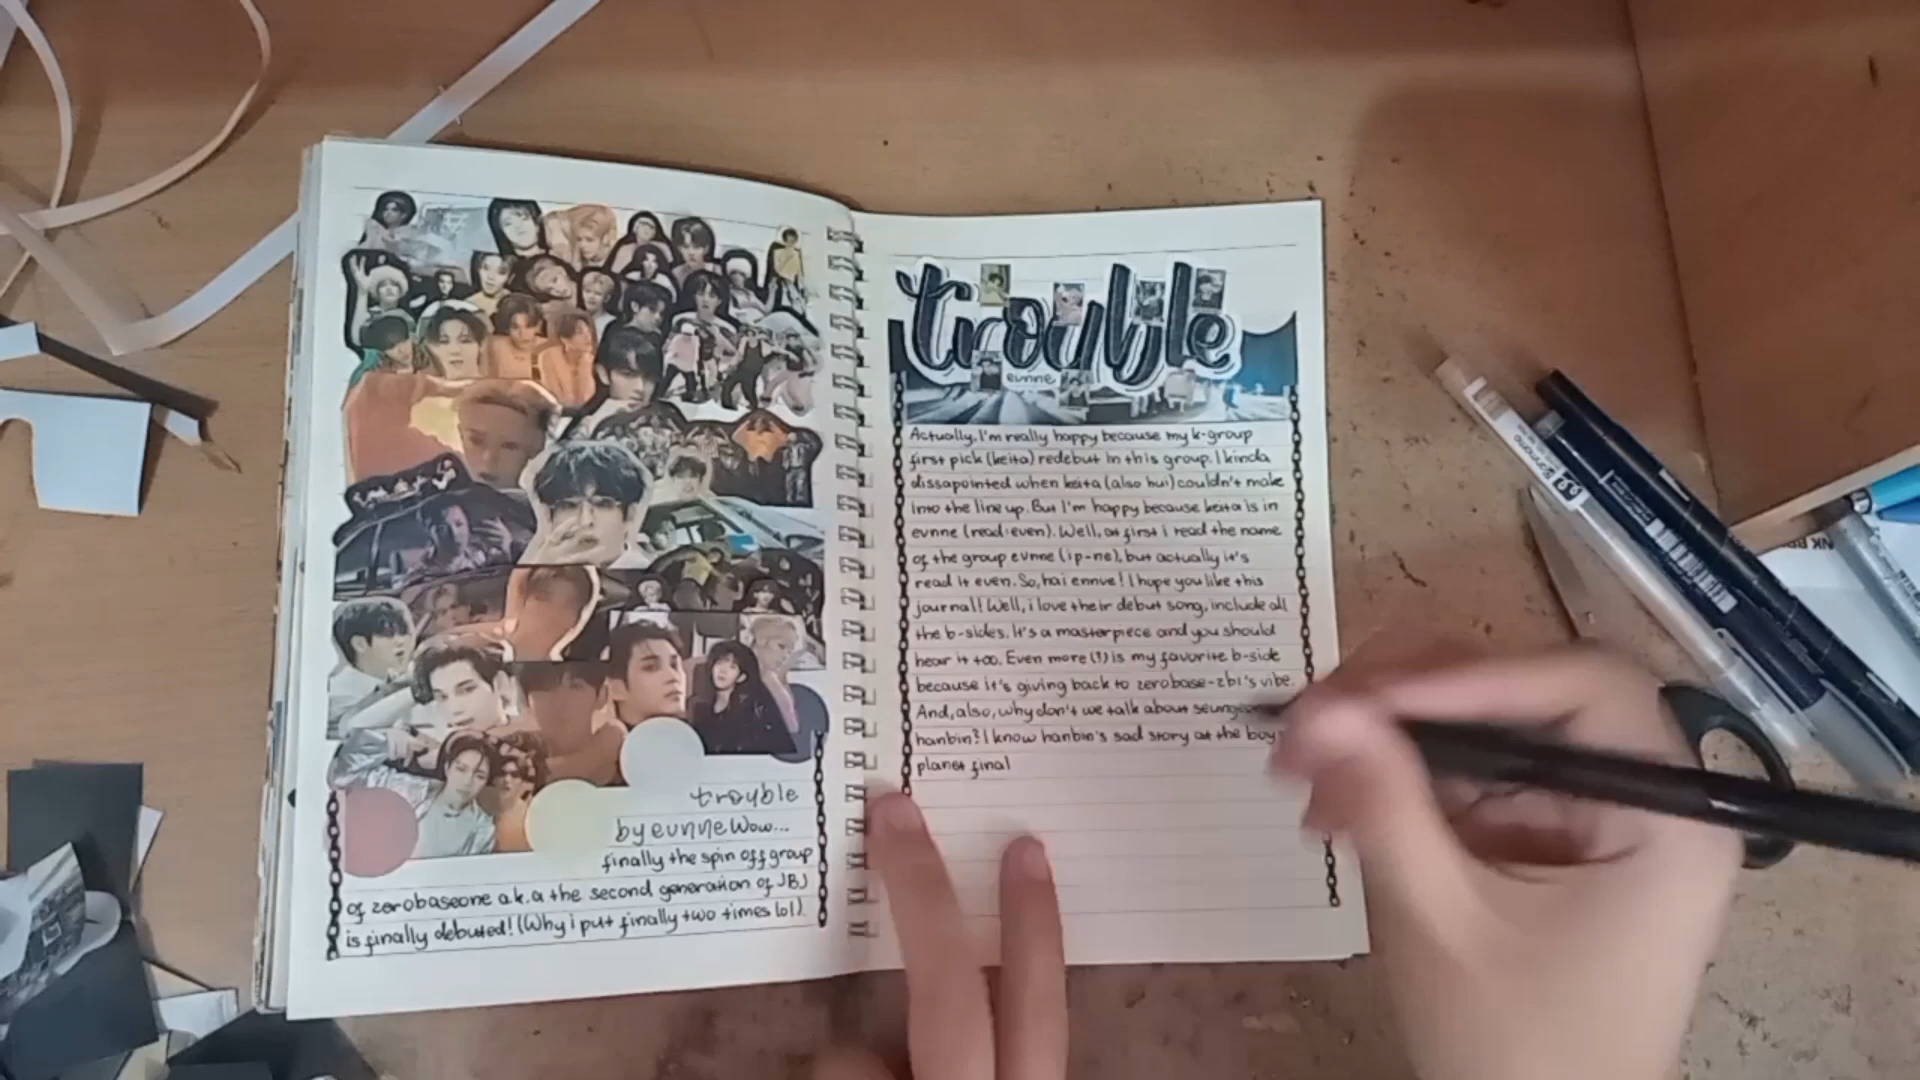 trouble
by evnne Wow...
finally the spin off group
of zerobaseone a.k.a the second generation of JBJ
is finally debuted! (Why i put finally two times lol).
trouble
evnne
Actually, I'm really happy because my k-group
first pick (keita) redebut in this group. I kinda
dissapointed when keita (also hui) couldn't make
into the line up. But I'm happy because keita is in
evnne (read:even). Well, at first i read the name
of the group evnne (ip-ne), but actually it's
read it even. So, hai ennve! I hope you like this
journal! Well, i love their debut song, include all
the b-sides. It's a masterpiece and you should
hear it too. Even more (!) is my favorite b-side
because it's giving back to zerobase-zb1's vibe.
And, also, why don't we talk about
hanbin? I know hanbin's sad story at the boys
planet final